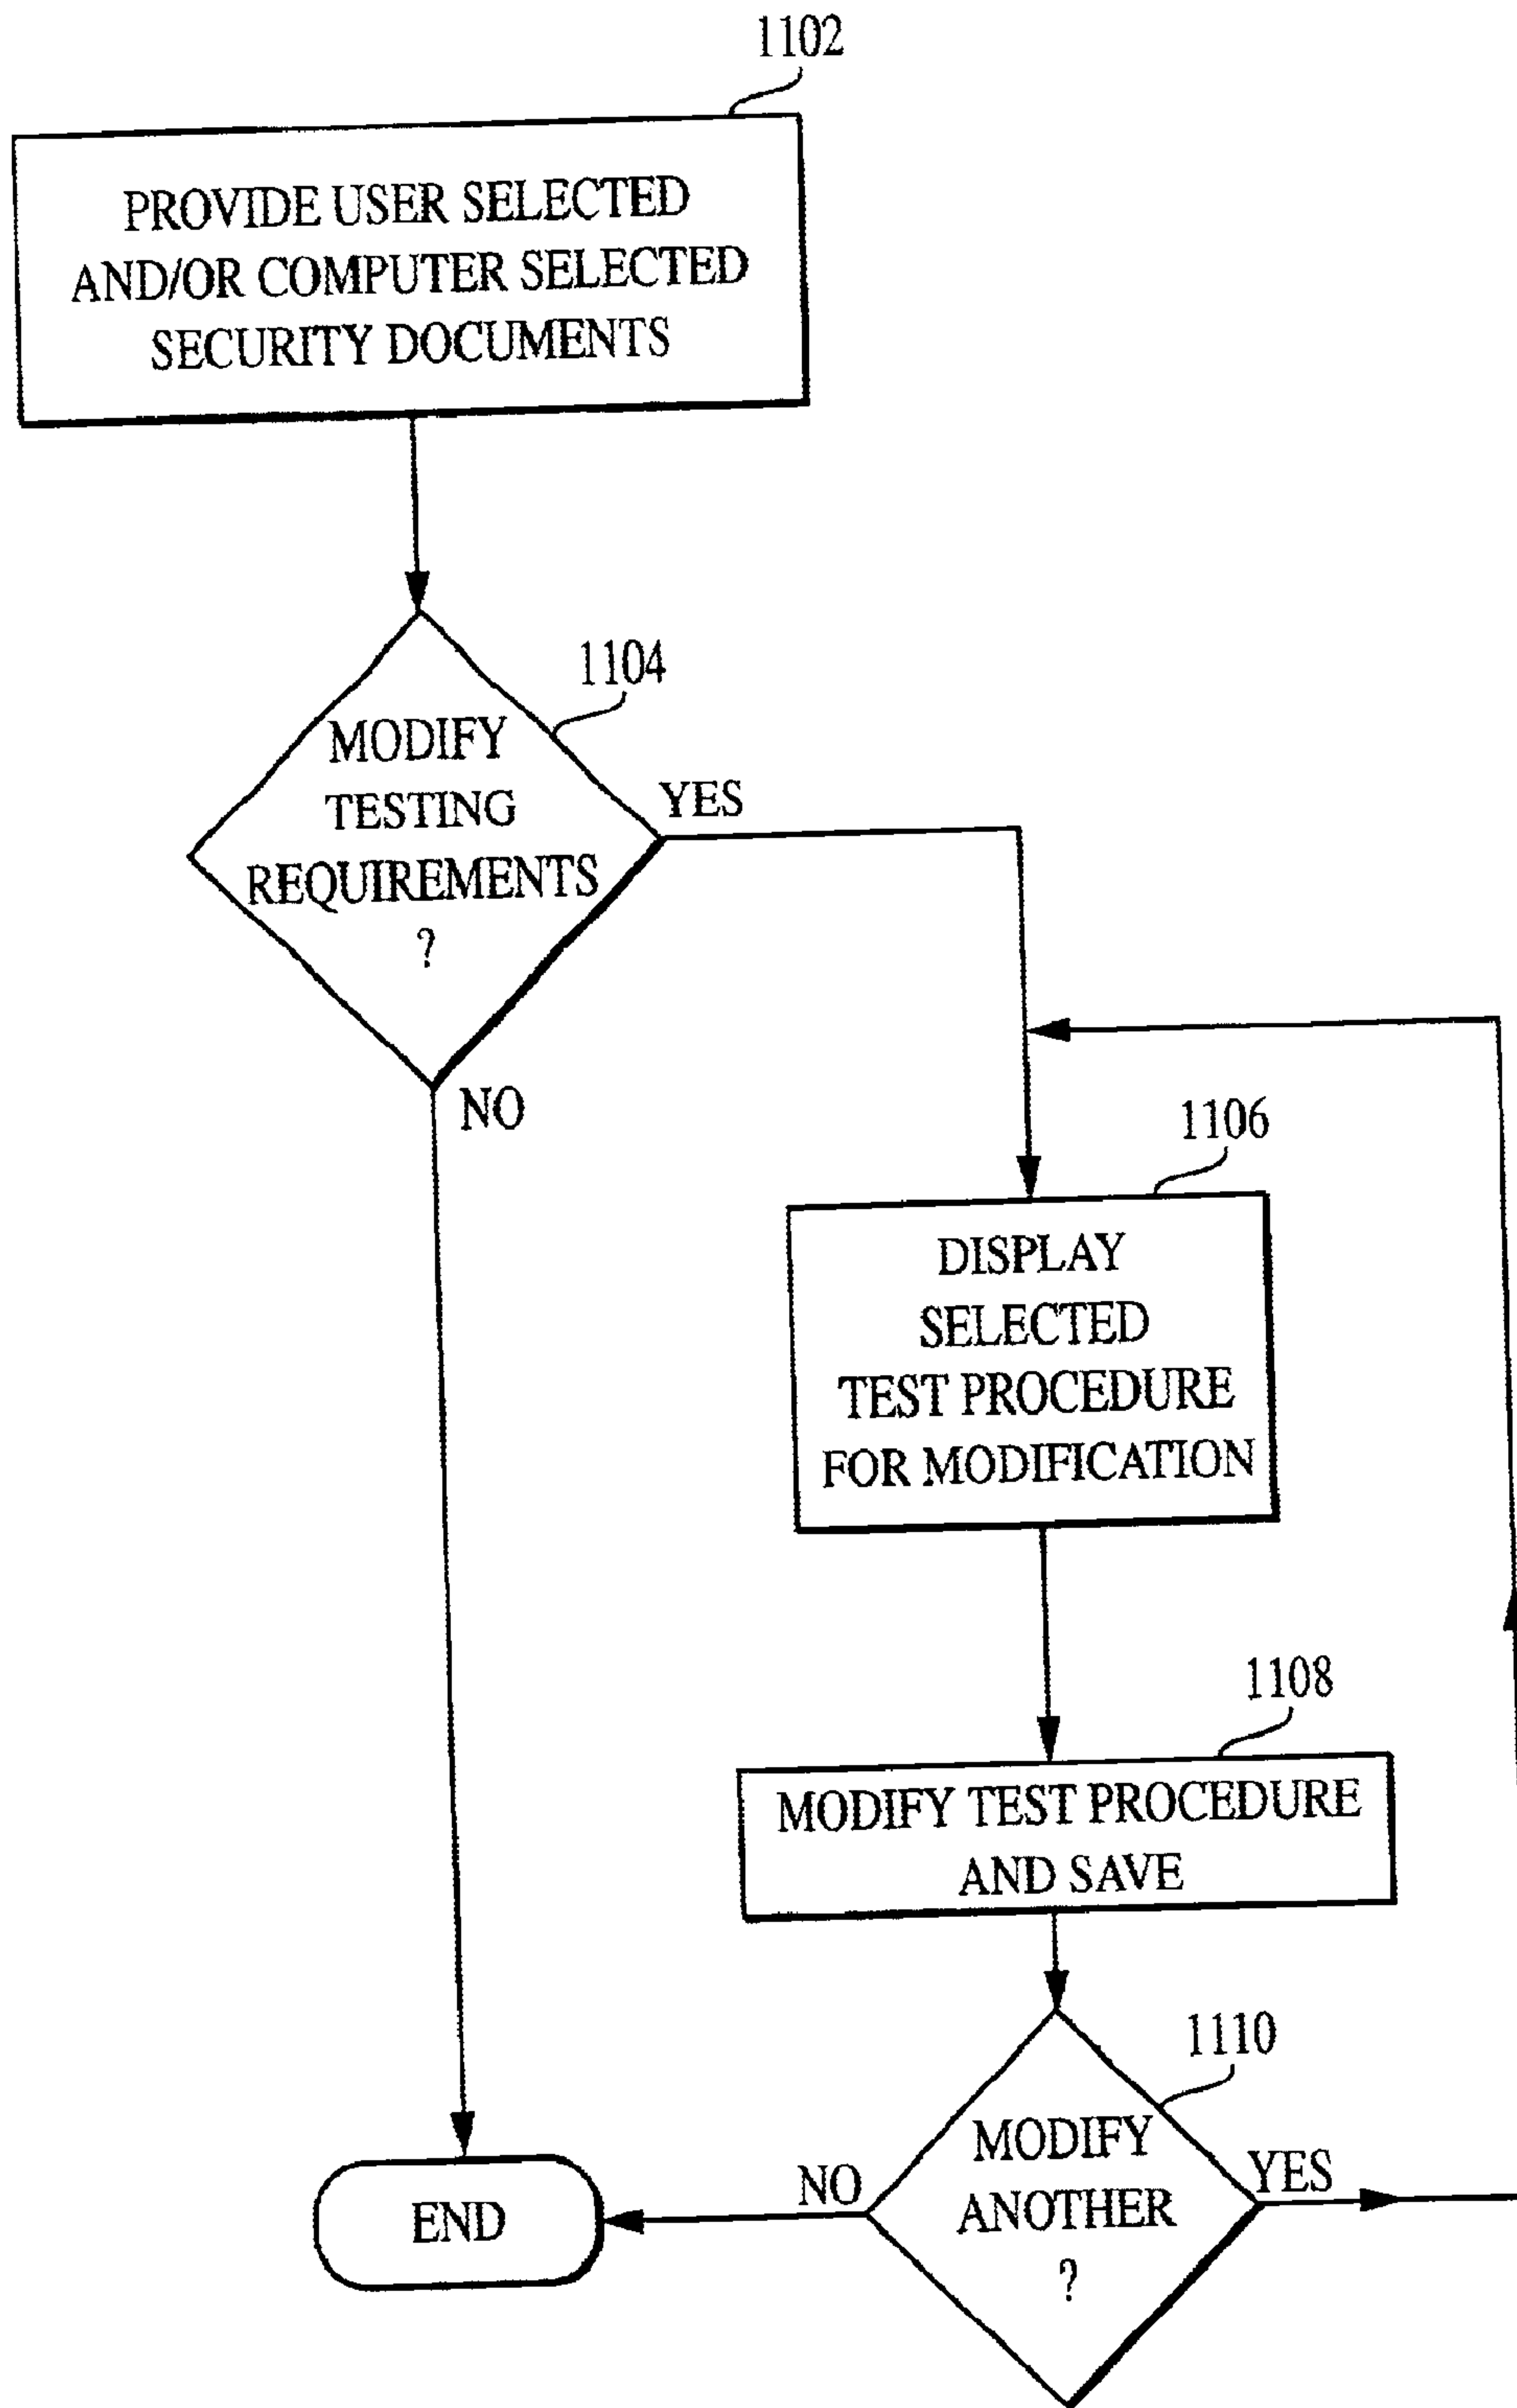 1102
PROVIDE USER SELECTED
AND/OR COMPUTER SELECTED
SECURITY DOCUMENTS
1104
MODIFY
TESTING
REQUIREMENTS
?
YES
NO
1106
DISPLAY
SELECTED
TEST PROCEDURE
FOR MODIFICATION
1108
MODIFY TEST PROCEDURE
AND SAVE
1110
MODIFY
ANOTHER
?
NO
YES
END